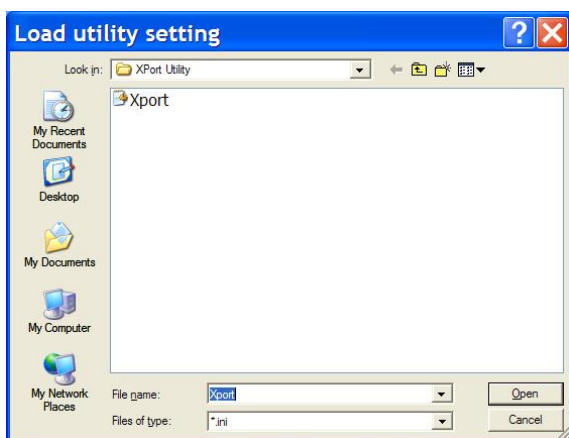 Load utility setting
Look in: XPort Utility
Xport
My Recent
Documents
Desktop
My Documents
My Computer
My Network
Places
File name: Xport Open
Files of type: *.ini Cancel